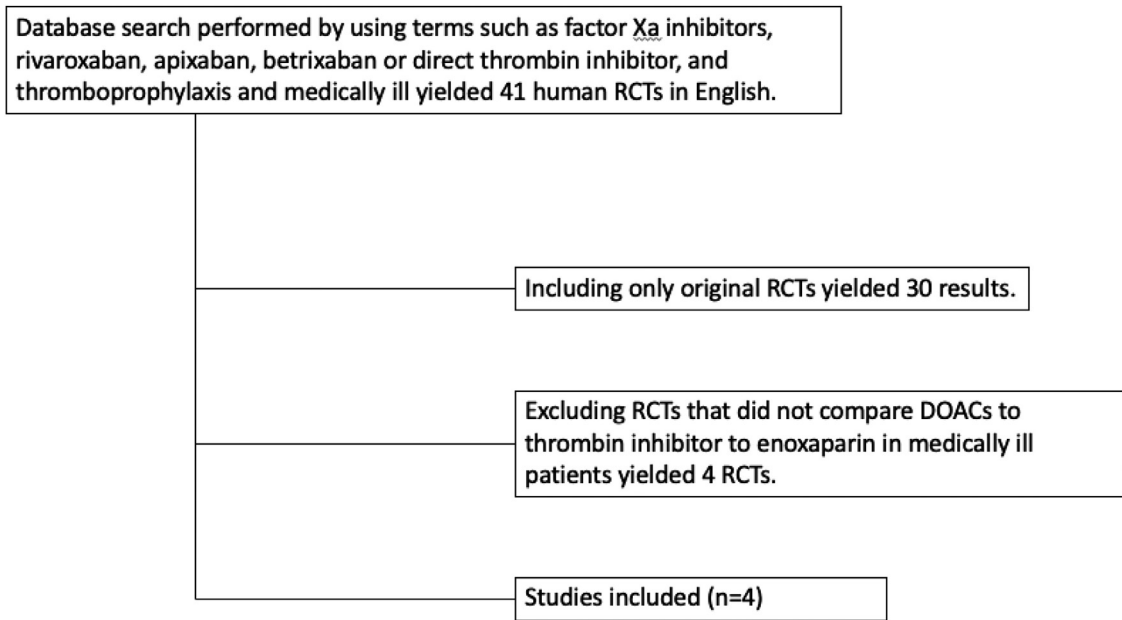 Database search performed by using terms such as factor Xa inhibitors,
rivaroxaban, apixaban, betrixaban or direct thrombin inhibitor, and
thromboprophylaxis and medically ill yielded 41 human RCTs in English.
Including only original RCTs yielded 30 results.
Excluding RCTs that did not compare DOACs to
thrombin inhibitor to enoxaparin in medically ill
patients yielded 4 RCTs.
Studies included (n=4)